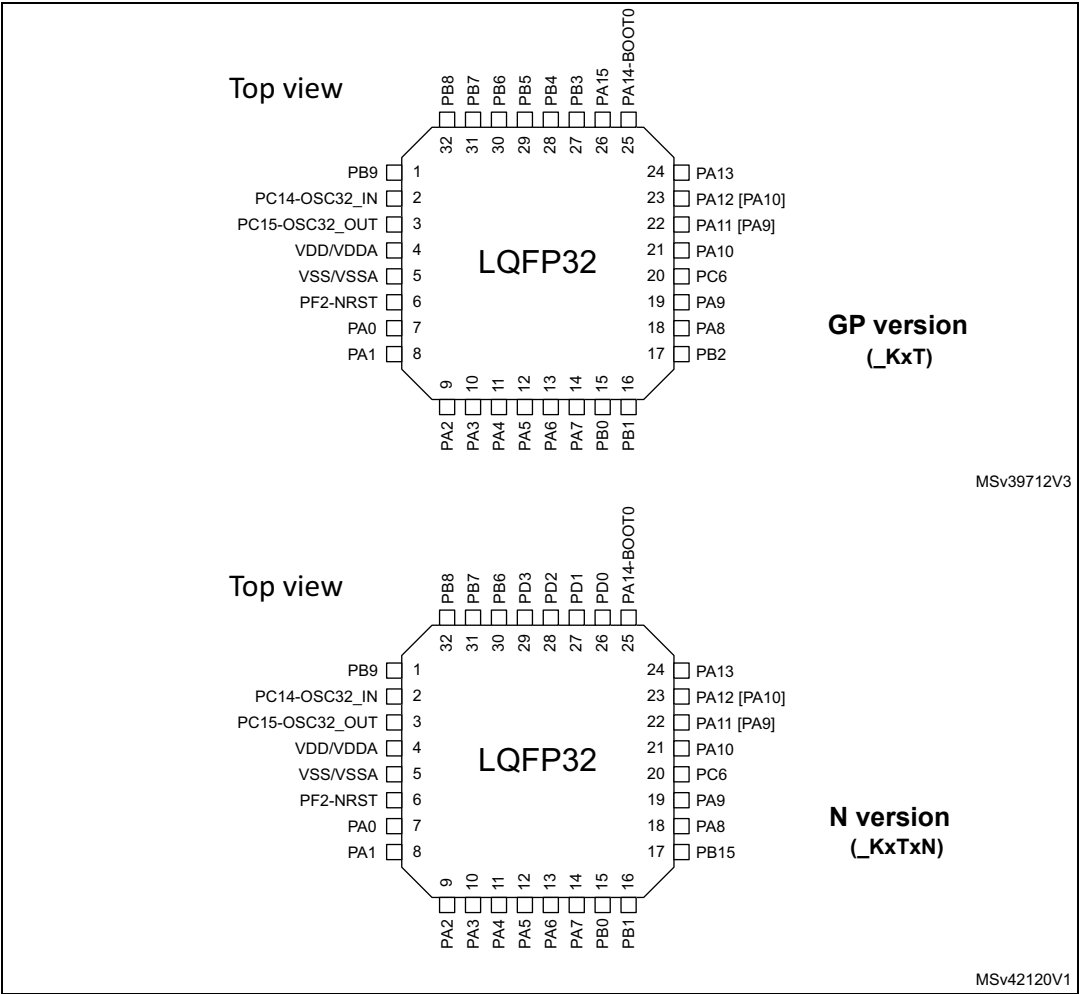 Top view
PB8 PB7 PB6 PB5 PB4 PB3 PA15 PA14-BOOT0
32 31 30 29 28 27 26 25
PB9 1 24 PA13
PC14-OSC32_IN 2 23 PA12 [PA10]
PC15-OSC32_OUT 3 22 PA11 [PA9]
VDD/VDDA 4 21 PA10
LQFP32
VSS/VSSA 5 20 PC6
PF2-NRST 6 19 PA9
PA0 7 18 PA8
PA1 8 17 PB2
GP version
(_KxT)
9 10 11 12 13 14 15 16
PA2 PA3 PA4 PA5 PA6 PA7 PB0 PB1
MSv39712V3
Top view
PB8 PB7 PB6 PD3 PD2 PD1 PD0 PA14-BOOT0
32 31 30 29 28 27 26 25
PB9 1 24 PA13
PC14-OSC32_IN 2 23 PA12 [PA10]
PC15-OSC32_OUT 3 22 PA11 [PA9]
VDD/VDDA 4 21 PA10
LQFP32
VSS/VSSA 5 20 PC6
PF2-NRST 6 19 PA9
PA0 7 18 PA8
PA1 8 17 PB15
N version
(_KxTxN)
9 10 11 12 13 14 15 16
PA2 PA3 PA4 PA5 PA6 PA7 PB0 PB1
MSv42120V1